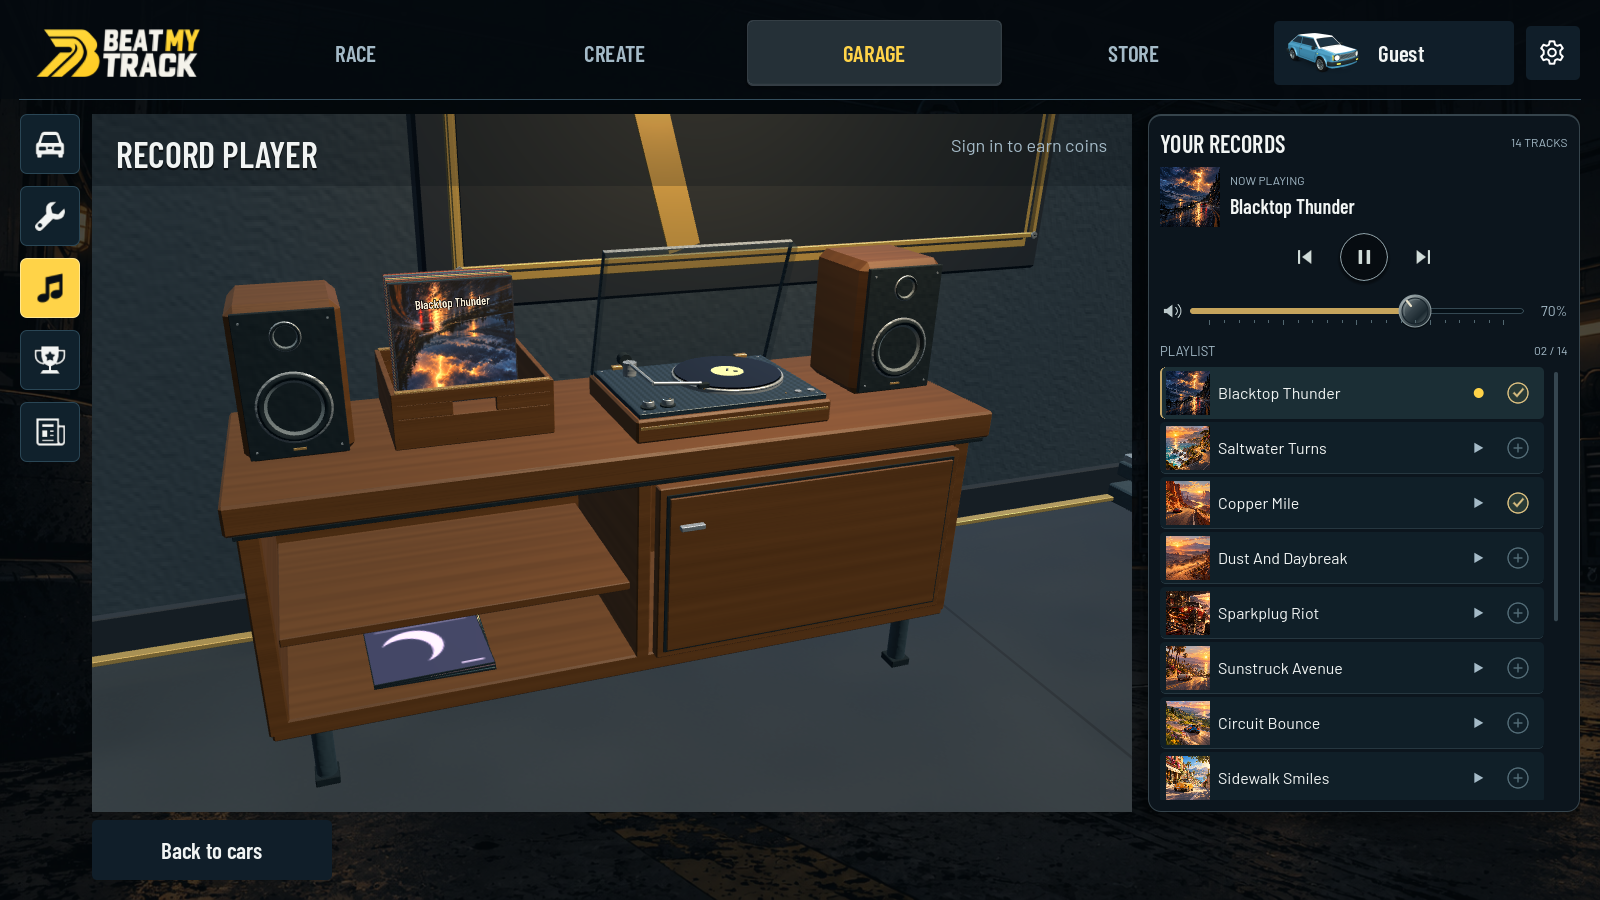 BEATMY
TRACK
RACE
CREATE
GARAGE
STORE
Guest
RECORD PLAYER
Sign in to earn coins
Blacktop Thunder
YOUR RECORDS
14 TRACKS
NOW PLAYING
Blacktop Thunder
70%
PLAYLIST
02 / 14
Blacktop Thunder
Saltwater Turns
Copper Mile
Dust And Daybreak
Sparkplug Riot
Sunstruck Avenue
Circuit Bounce
Sidewalk Smiles
Back to cars